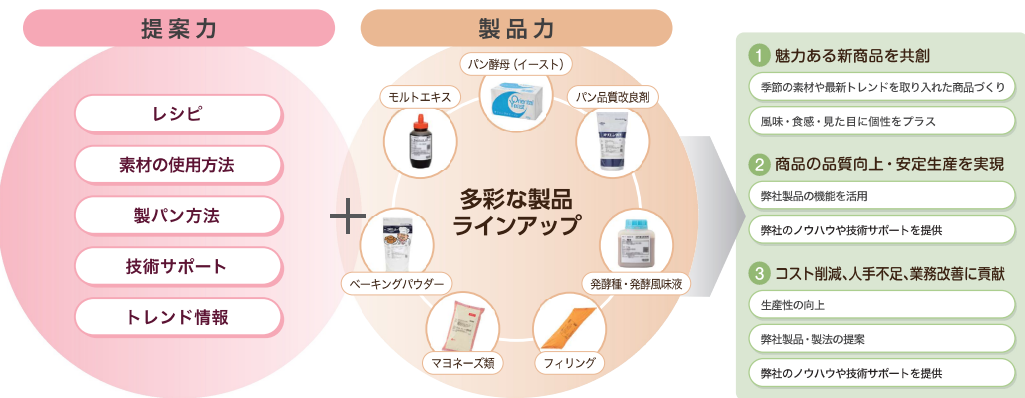 提案力
レシピ
素材の使用方法
製パン方法
技術サポート
トレンド情報
+
製品力
パン酵母（イースト）
モルトエキス
パン品質改良剤
Oriental
Yeast
多彩な製品
ラインアップ
ベーキングパウダー
発酵種・発酵風味液
マヨネーズ類
フィリング
1 魅力ある新商品を共創
季節の素材や最新トレンドを取り入れた商品づくり
風味・食感・見た目に個性をプラス
2 商品の品質向上・安定生産を実現
弊社製品の機能を活用
弊社のノウハウや技術サポートを提供
3 コスト削減、人手不足、業務改善に貢献
生産性の向上
弊社製品・製法の提案
弊社のノウハウや技術サポートを提供